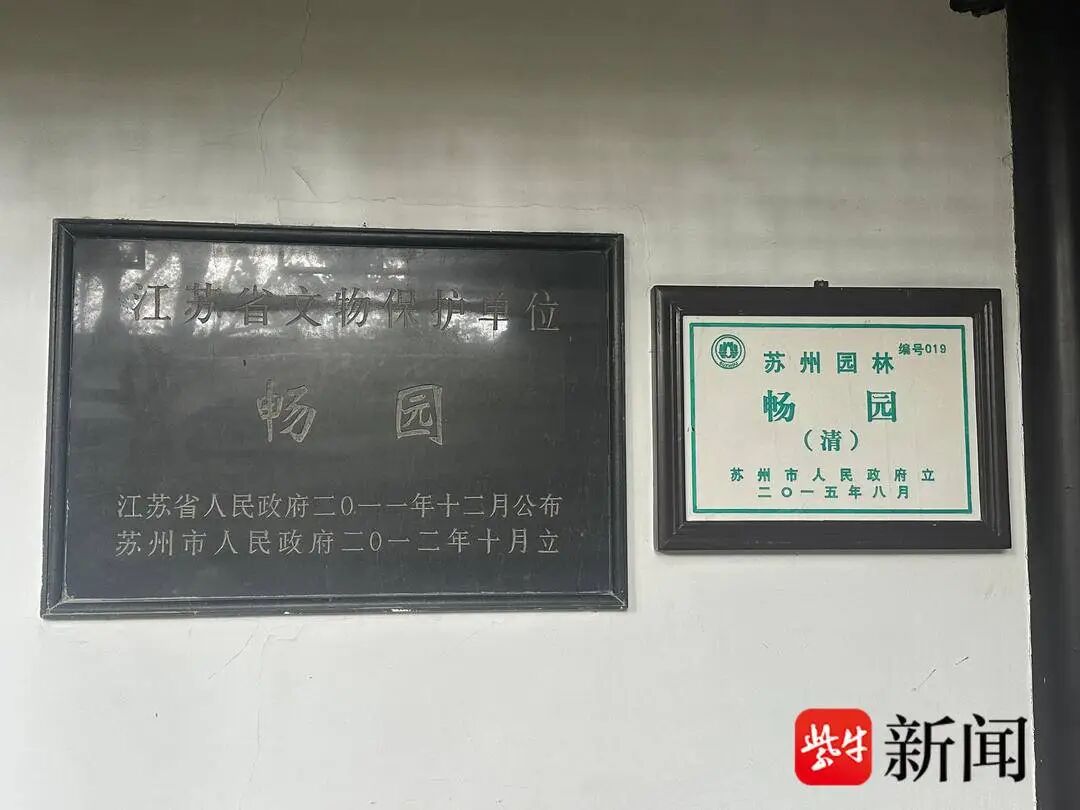 江苏省文物保护单位
畅园
江苏省人民政府二〇一一年十二月公布
苏州市人民政府二〇一二年十月立
编号019
苏州园林
畅园
（清）
苏州市人民政府立
二〇一五年八月
紫牛新闻